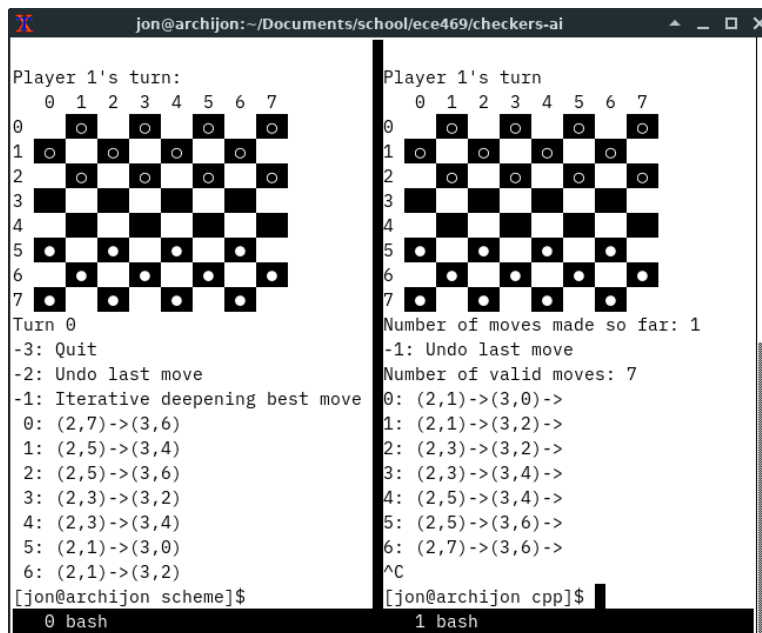 jon@archijon:~/Documents/school/ece469/checkers-ai
Player 1's turn:
0 1 2 3 4 5 6 7
0 ○ ○ ○ ○
1 ○ ○ ○ ○
2 ○ ○ ○ ○
3
4
5 ● ● ● ●
6 ● ● ● ●
7 ● ● ● ●
Turn 0
-3: Quit
-2: Undo last move
-1: Iterative deepening best move
0: (2,7)->(3,6)
1: (2,5)->(3,4)
2: (2,5)->(3,6)
3: (2,3)->(3,2)
4: (2,3)->(3,4)
5: (2,1)->(3,0)
6: (2,1)->(3,2)
[jon@archijon scheme]$
0 bash
Player 1's turn
0 1 2 3 4 5 6 7
0 ○ ○ ○ ○
1 ○ ○ ○ ○
2 ○ ○ ○ ○
3
4
5 ● ● ● ●
6 ● ● ● ●
7 ● ● ● ●
Number of moves made so far: 1
-1: Undo last move
Number of valid moves: 7
0: (2,1)->(3,0)->
1: (2,1)->(3,2)->
2: (2,3)->(3,2)->
3: (2,3)->(3,4)->
4: (2,5)->(3,4)->
5: (2,5)->(3,6)->
6: (2,7)->(3,6)->
^C
[jon@archijon cpp]$
1 bash